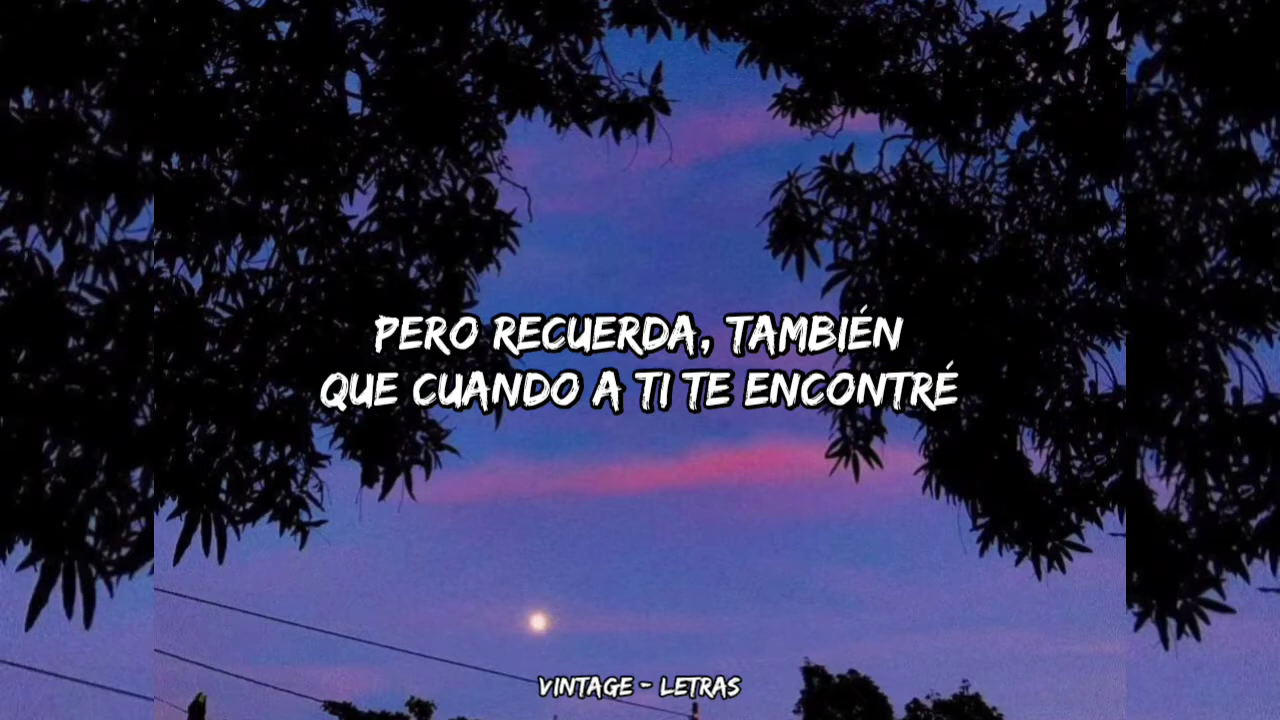 PERO RECUERDA, TAMBIÉN
QUE CUANDO A TI TE ENCONTRÉ
VINTAGE - LETRAS